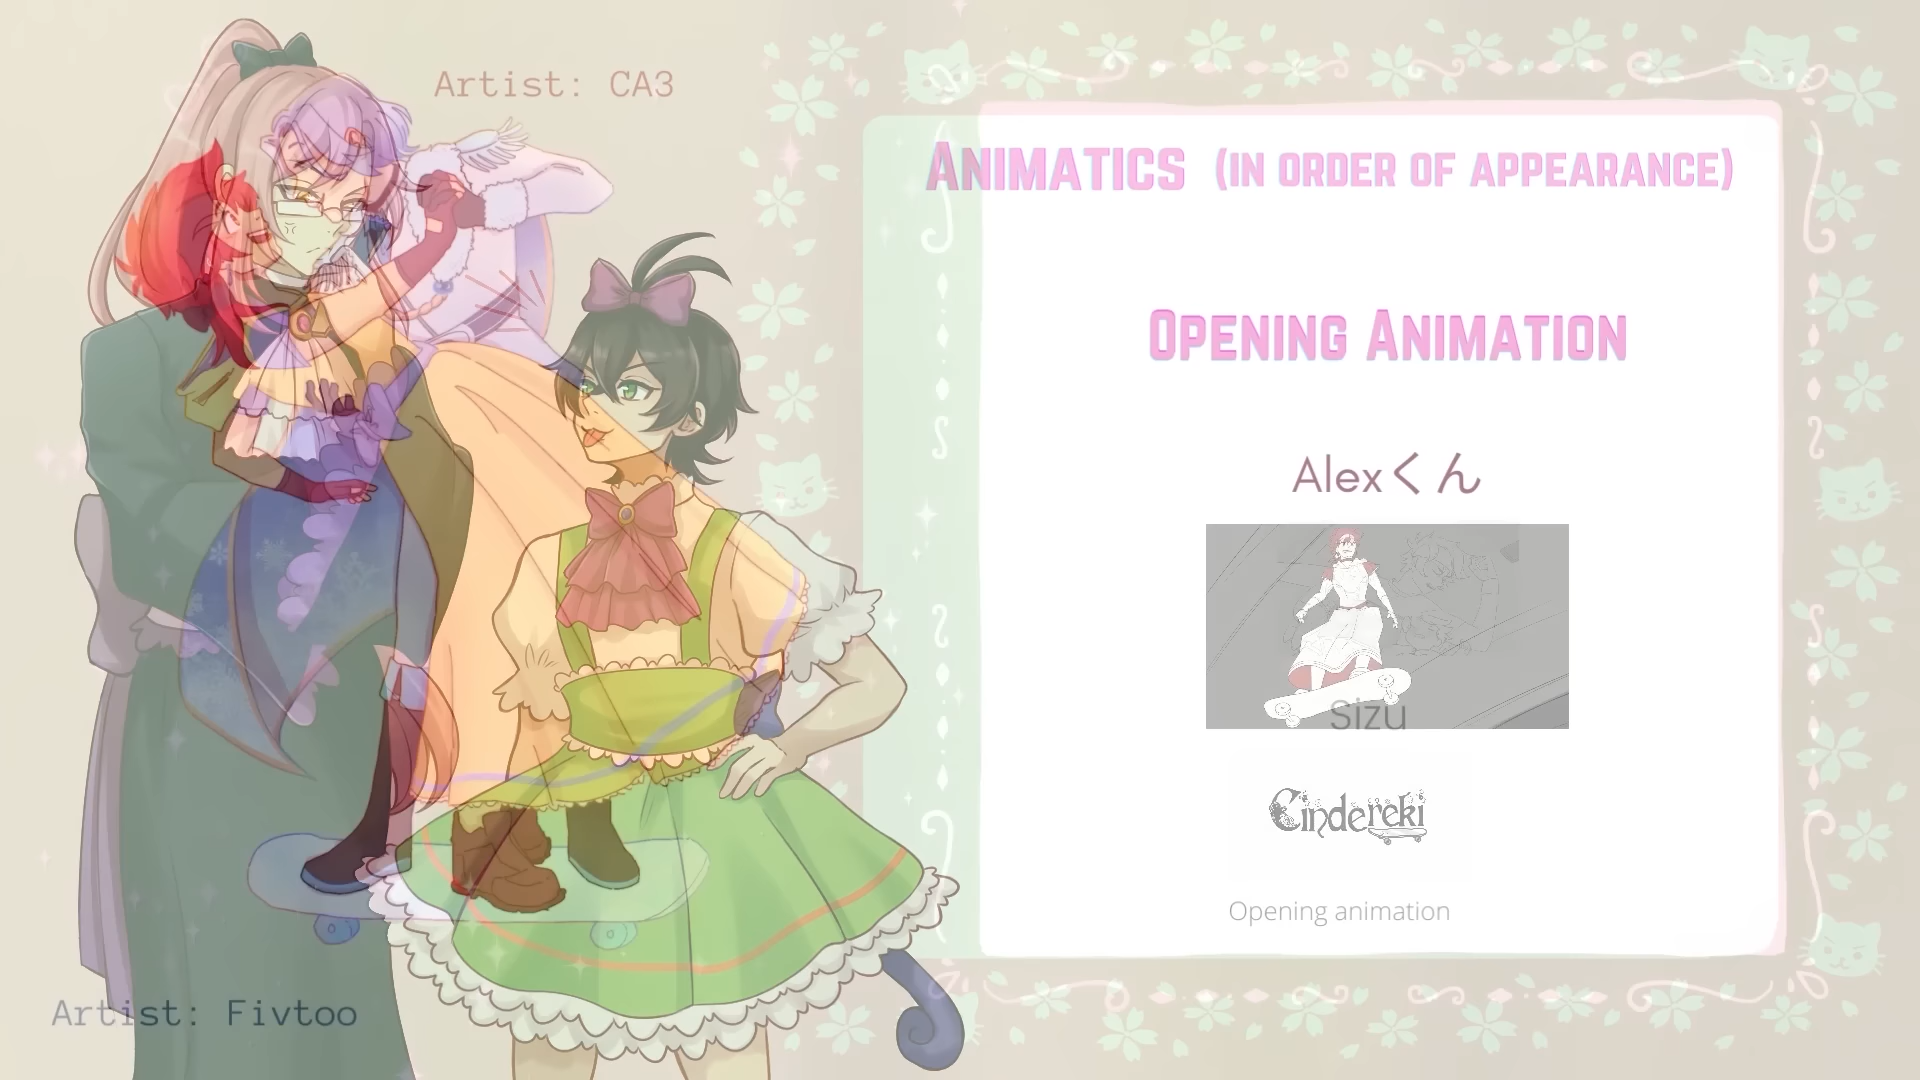 Artist: CA3
ANIMATICS (IN ORDER OF APPEARANCE)
OPENING ANIMATION
Alexくん
Sizu
Cindereki
Opening animation
Artist: Fivtoo